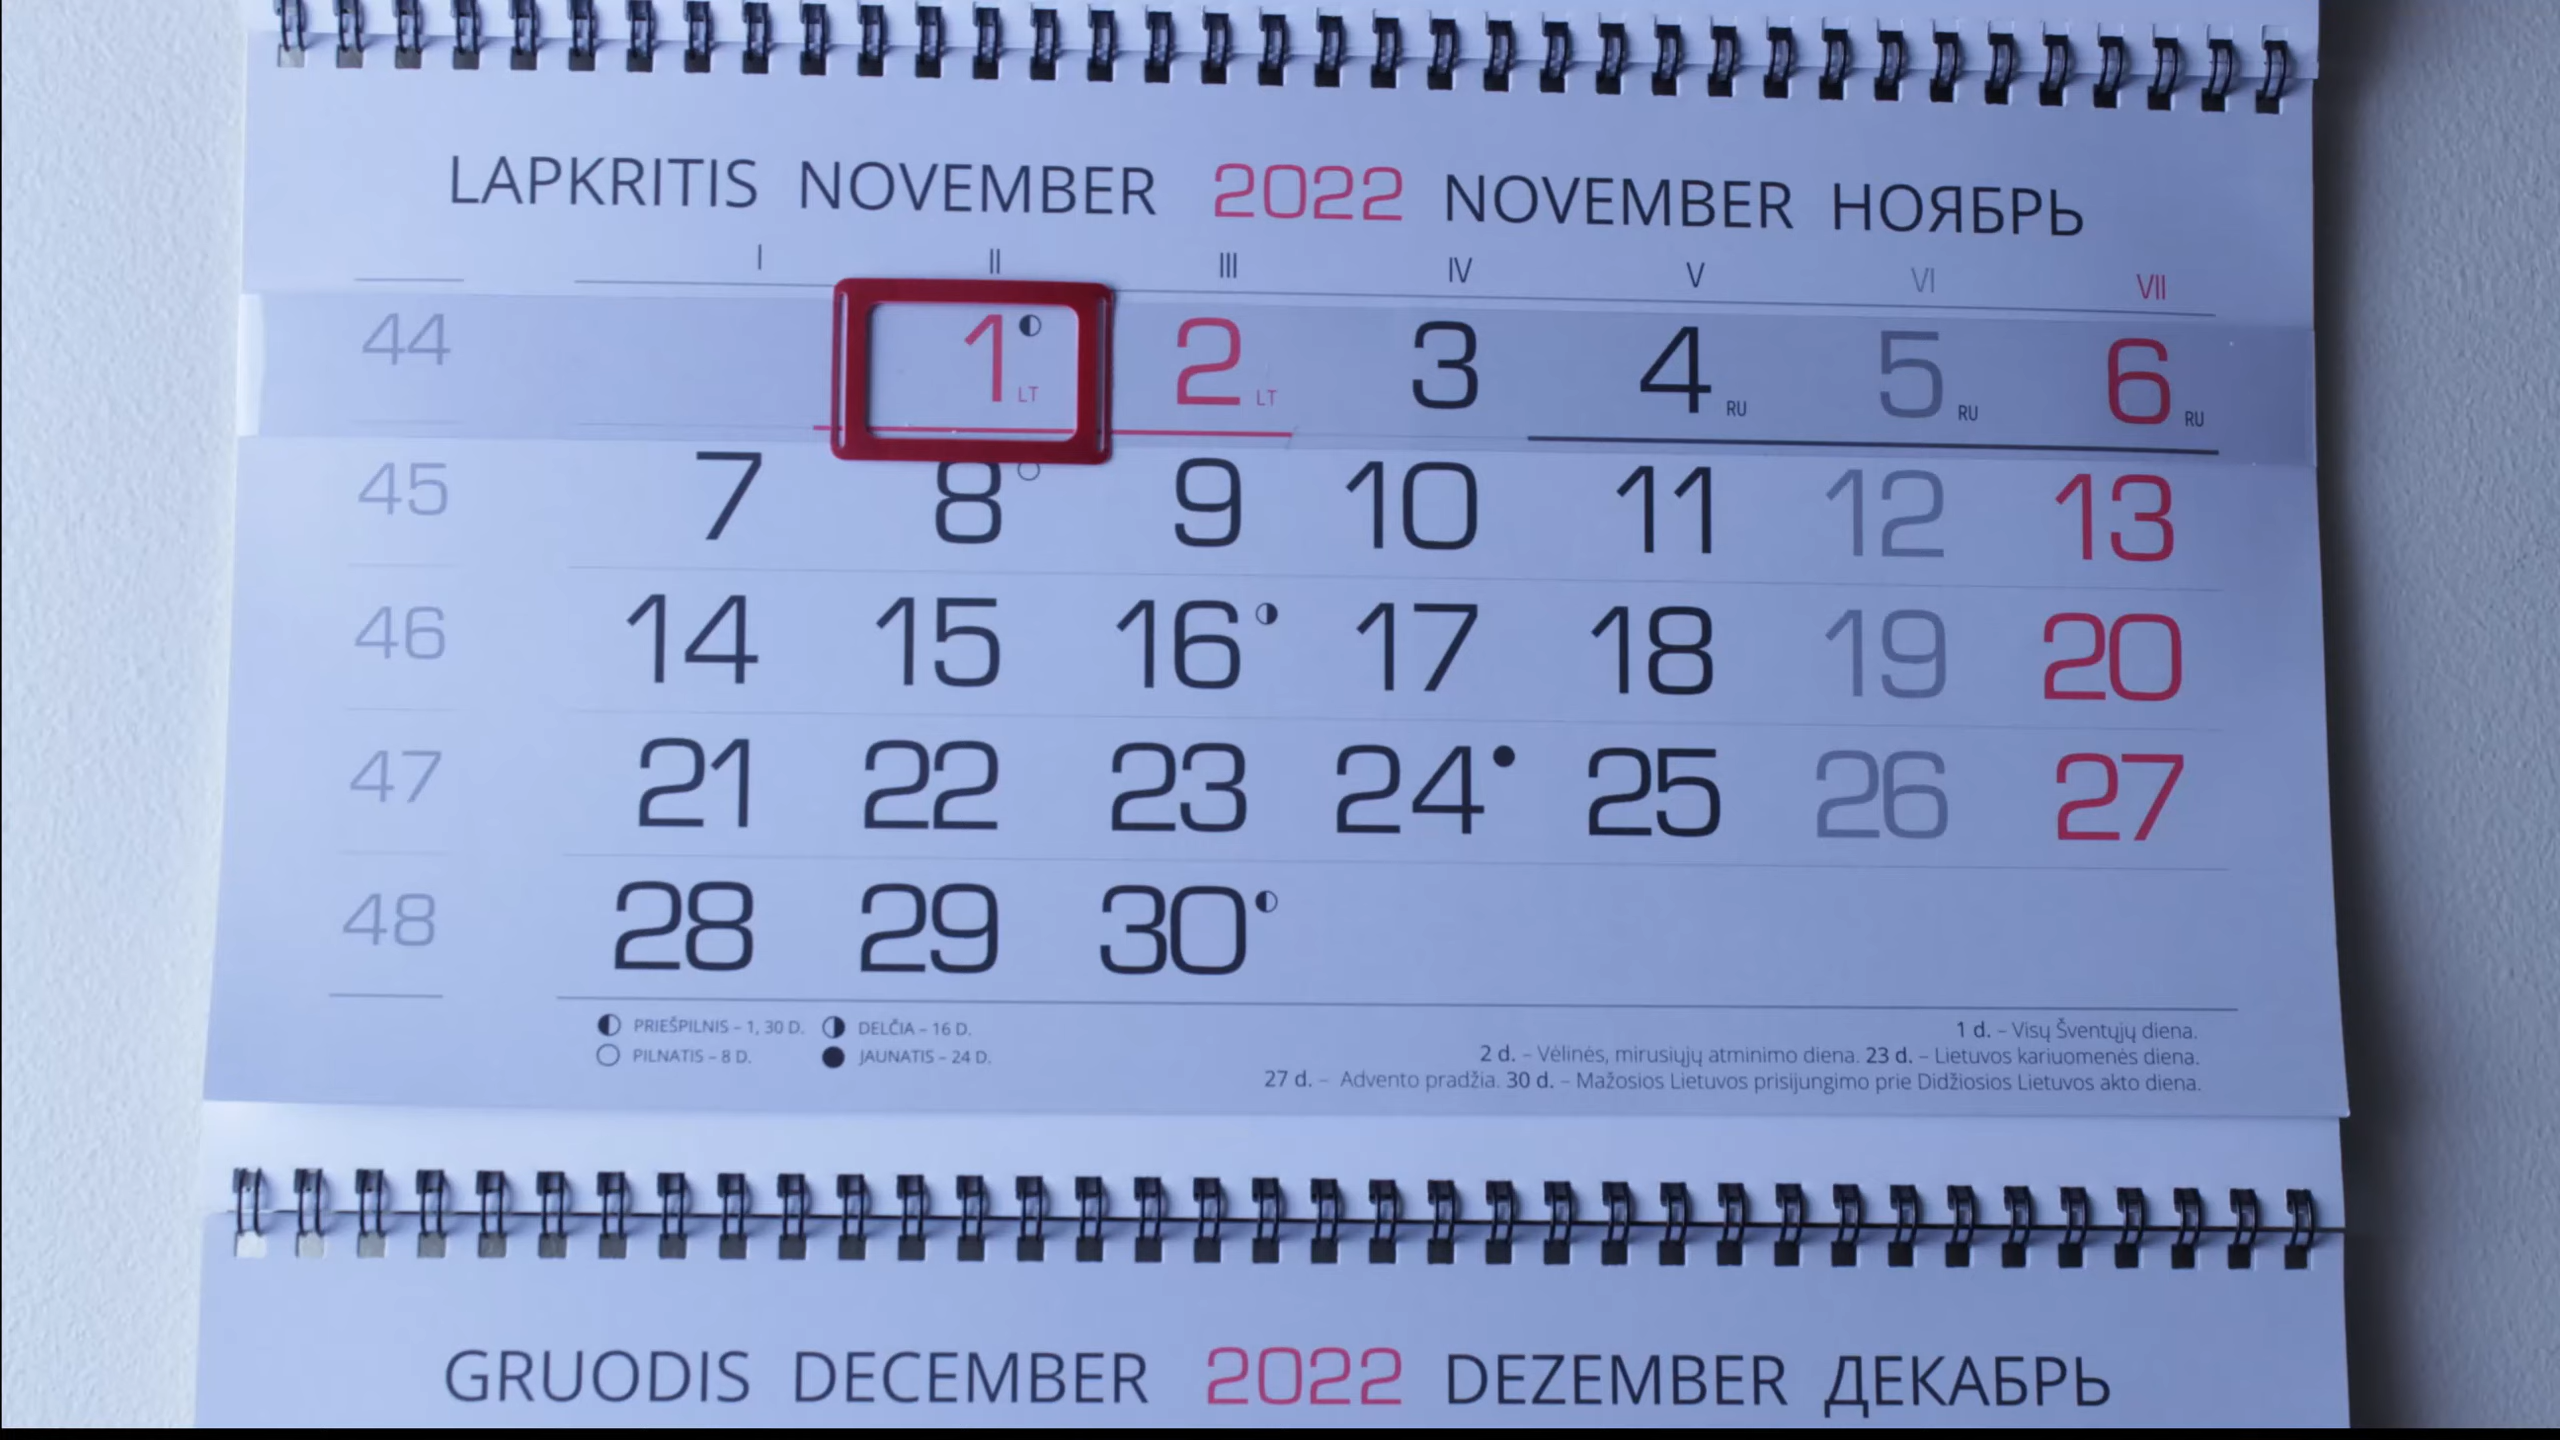 LAPKRITIS NOVEMBER 2022 NOVEMBER НОЯБРЬ
I II III IV V VI VII
44 1 LT 2 LT 3 4 RU 5 RU 6 RU
45 7 8 9 10 11 12 13
46 14 15 16 17 18 19 20
47 21 22 23 24 25 26 27
48 28 29 30
PRIEŠPILNIS – 1, 30 D. DELČIA – 16 D.
PILNATIS – 8 D. JAUNATIS – 24 D.
1 d. – Visų Šventųjų diena.
2 d. – Vėlinės, mirusiųjų atminimo diena. 23 d. – Lietuvos kariuomenės diena.
27 d. – Advento pradžia. 30 d. – Mažosios Lietuvos prisijungimo prie Didžiosios Lietuvos akto diena.
GRUODIS DECEMBER 2022 DEZEMBER ДЕКАБРЬ